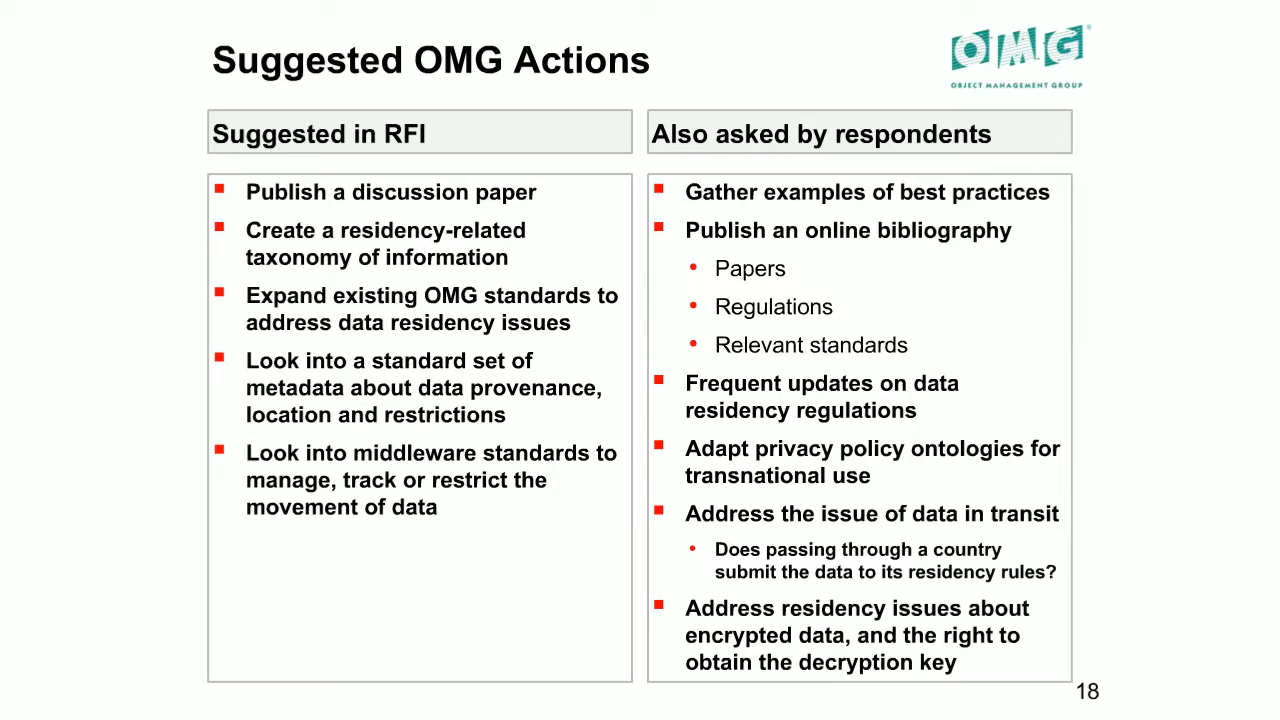 Suggested OMG Actions
OMG
OBJECT MANAGEMENT GROUP
Suggested in RFI
Publish a discussion paper
Create a residency-related
taxonomy of information
Expand existing OMG standards to
address data residency issues
Look into a standard set of
metadata about data provenance,
location and restrictions
Look into middleware standards to
manage, track or restrict the
movement of data
Also asked by respondents
Gather examples of best practices
Publish an online bibliography
Papers
Regulations
Relevant standards
Frequent updates on data
residency regulations
Adapt privacy policy ontologies for
transnational use
Address the issue of data in transit
Does passing through a country
submit the data to its residency rules?
Address residency issues about
encrypted data, and the right to
obtain the decryption key
18